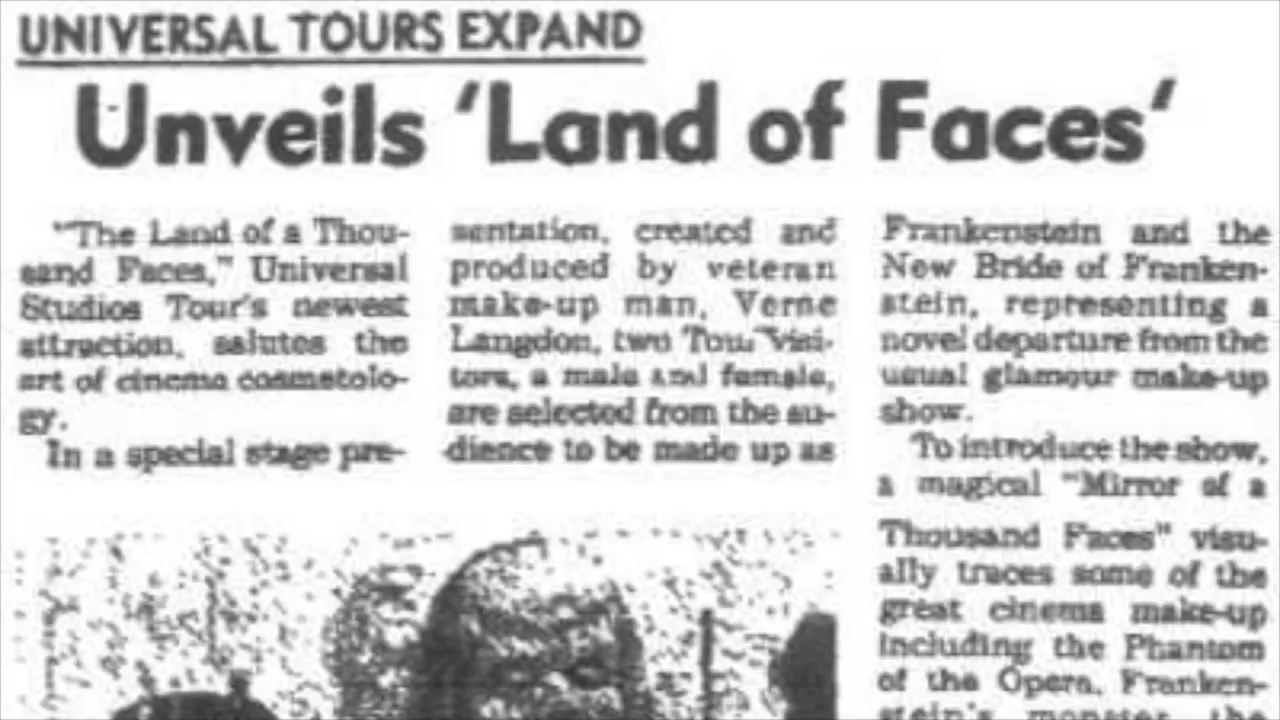 UNIVERSAL TOURS EXPAND
Unveils 'Land of Faces'
"The Land of a Thou-
sand Faces," Universal
Studios Tour's newest
attraction, salutes the
art of cinema cosmetolo-
gy.
In a special stage pre-
sentation, created and
produced by veteran
make-up man, Verne
Langdon, two Tour visi-
tors, a male and female,
are selected from the au-
dience to be made up as
Frankenstein and the
New Bride of Franken-
stein, representing a
novel departure from the
usual glamour make-up
show.
To introduce the show,
a magical "Mirror of a
Thousand Faces" visu-
ally traces some of the
great cinema make-up
including the Phantom
of the Opera, Franken-
stein's monster, the